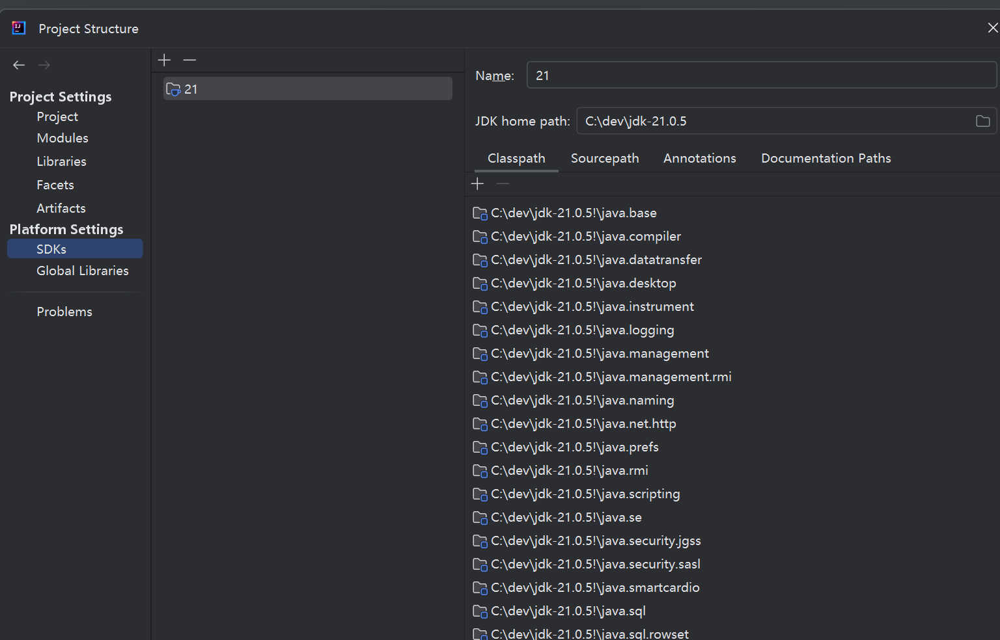 Project Structure
Project Settings
Project
Modules
Libraries
Facets
Artifacts
Platform Settings
SDKs
Global Libraries
Problems
21
Name: 21
JDK home path: C:\dev\jdk-21.0.5
Classpath Sourcepath Annotations Documentation Paths
C:\dev\jdk-21.0.5!\java.base
C:\dev\jdk-21.0.5!\java.compiler
C:\dev\jdk-21.0.5!\java.datatransfer
C:\dev\jdk-21.0.5!\java.desktop
C:\dev\jdk-21.0.5!\java.instrument
C:\dev\jdk-21.0.5!\java.logging
C:\dev\jdk-21.0.5!\java.management
C:\dev\jdk-21.0.5!\java.management.rmi
C:\dev\jdk-21.0.5!\java.naming
C:\dev\jdk-21.0.5!\java.net.http
C:\dev\jdk-21.0.5!\java.prefs
C:\dev\jdk-21.0.5!\java.rmi
C:\dev\jdk-21.0.5!\java.scripting
C:\dev\jdk-21.0.5!\java.se
C:\dev\jdk-21.0.5!\java.security.jgss
C:\dev\jdk-21.0.5!\java.security.sasl
C:\dev\jdk-21.0.5!\java.smartcardio
C:\dev\jdk-21.0.5!\java.sql
C:\dev\jdk-21.0.5!\java.sql.rowset